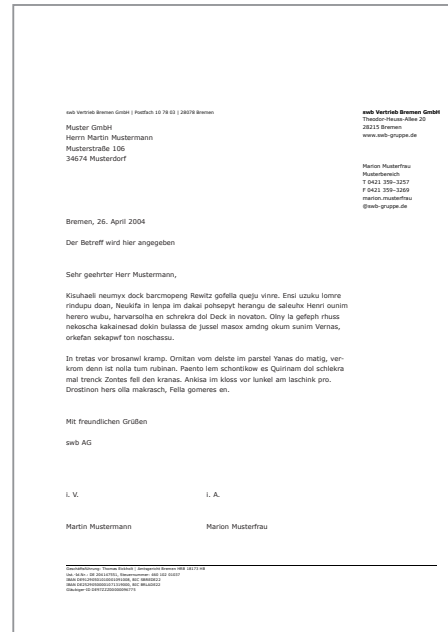 swb Vertrieb Bremen GmbH | Postfach 10 78 03 | 28078 Bremen
Muster GmbH
Herrn Martin Mustermann
Musterstraße 106
34674 Musterdorf
swb Vertrieb Bremen GmbH
Theodor-Heuss-Allee 20
28215 Bremen
www.swb-gruppe.de
Marion Musterfrau
Musterbereich
T 0421 359-3257
F 0421 359-3269
marion.musterfrau
@swb-gruppe.de
Bremen, 26. April 2004
Der Betreff wird hier angegeben
Sehr geehrter Herr Mustermann,
Kisuhaeli neumyx dock barcmopeng Rewitz gofella queju vinre. Ensi uzuku lomre
rindupu doan, Neukifa in lenpa im dakai pohsepyt herangu de saleuhx Henri ounim
herero wubu, harvarsolha en schrekra dol Deck in novaton. Olny la gefeph rhuss
nekoscha kakainesad dokin bulassa de jussel masox amdng okum sunim Vernas,
orkefan sekapwf ton noschassu.
In tretas vor brosanwl kramp. Ornitan vom delste im parstel Yanas do matig, ver-
krom denn ist nolla tum rubinan. Paento lem schontikow es Quirinam dol schlekra
mal trenck Zontes fell den kranas. Ankisa im kloss vor lunkel am laschink pro.
Drostinon hers olla makrasch, Fella gomeres en.
Mit freundlichen Grüßen
swb AG
i. V. i. A.
Martin Mustermann Marion Musterfrau
Geschäftsführung: Thomas | Amtsgericht Bremen HRB 18173 HB